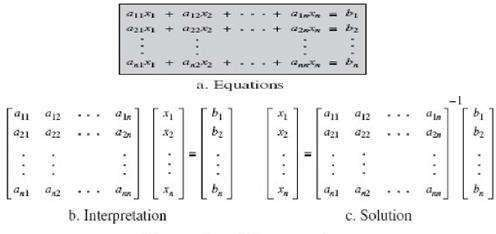 a₁₁x₁ + a₁₂x₂ + · · · + a₁ₙxₙ = b₁
a₂₁x₁ + a₂₂x₂ + · · · + a₂ₙxₙ = b₂
⋮ ⋮ ⋮ ⋮
aₙ₁x₁ + aₙ₂x₂ + · · · + aₙₙxₙ = bₙ
a. Equations
[a₁₁ a₁₂ · · · a₁ₙ] [x₁] [b₁]
[a₂₁ a₂₂ · · · a₂ₙ] [x₂] [b₂]
[⋮ ⋮ ⋮] [⋮] = [⋮]
[aₙ₁ aₙ₂ · · · aₙₙ] [xₙ] [bₙ]
b. Interpretation
[x₁] [a₁₁ a₁₂ · · · a₁ₙ]⁻¹ [b₁]
[x₂] [a₂₁ a₂₂ · · · a₂ₙ] [b₂]
[⋮] = [⋮ ⋮ ⋮] [⋮]
[xₙ] [aₙ₁ aₙ₂ · · · aₙₙ] [bₙ]
c. Solution